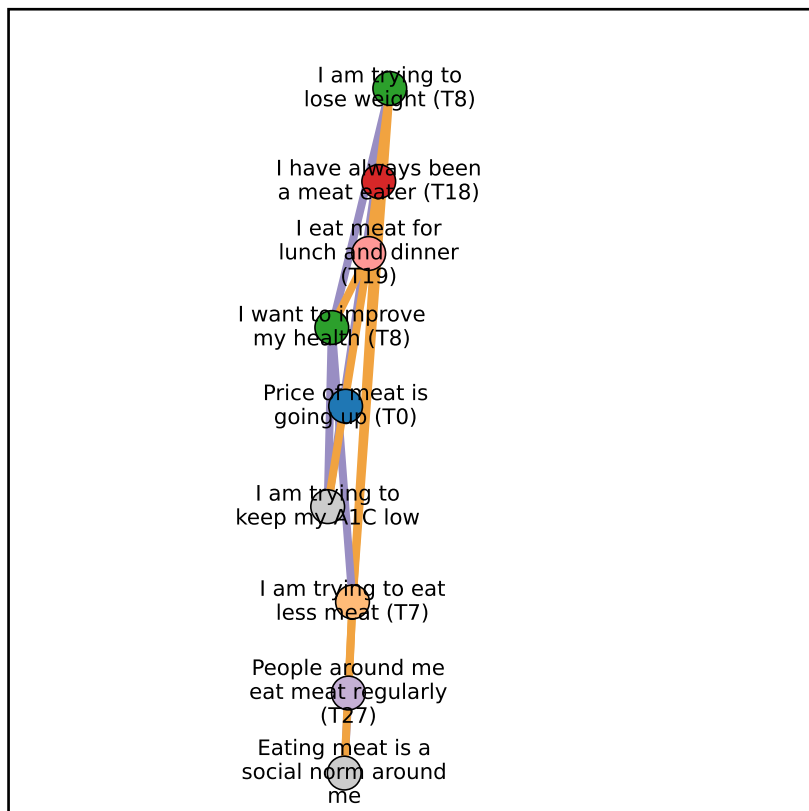 I am trying to
lose weight (T8)
I have always been
a meat eater (T18)
I eat meat for
lunch and dinner
(T19)
I want to improve
my health (T8)
Price of meat is
going up (T0)
I am trying to
keep my A1C low
I am trying to eat
less meat (T7)
People around me
eat meat regularly
(T27)
Eating meat is a
social norm around
me